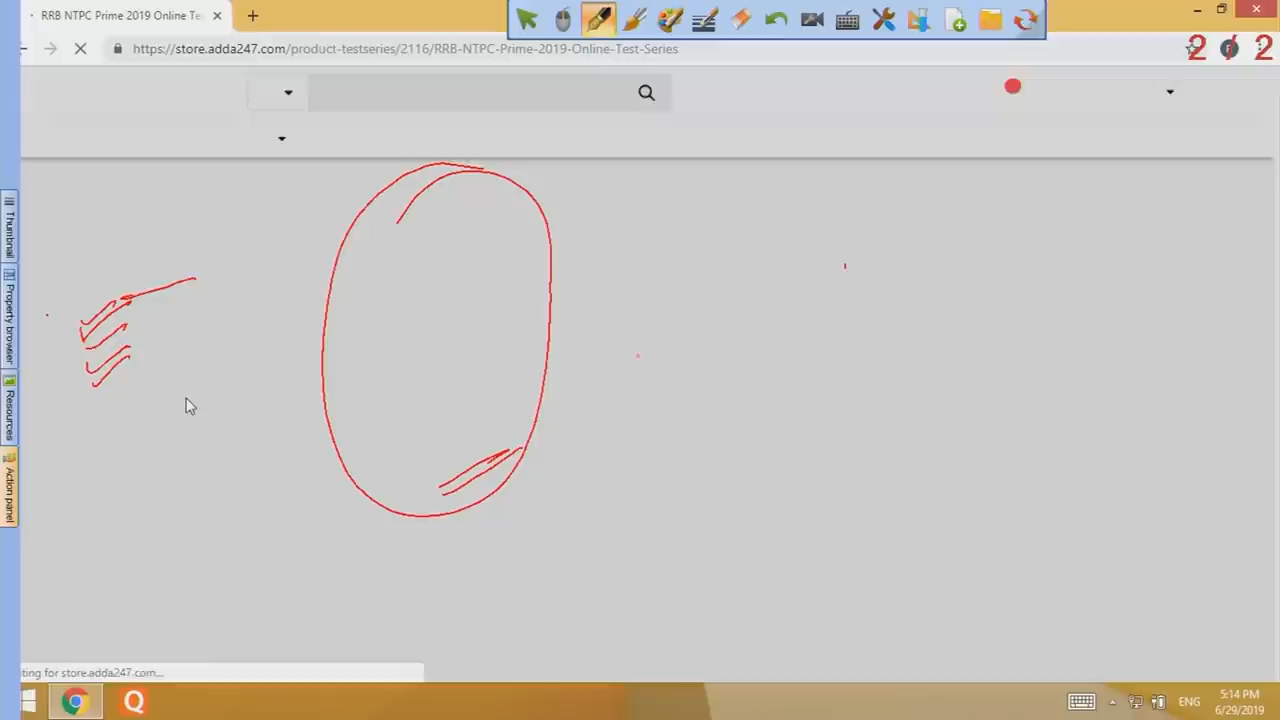 RRB NTPC Prime 2019 Online Te
https://store.adda247.com/product-testseries/2116/RRB-NTPC-Prime-2019-Online-Test-Series
2 / 2
Thumbnail
Property browser
Resources
Action panel
ting for store.adda247.com...
Q
ENG
5:14 PM
6/29/2019